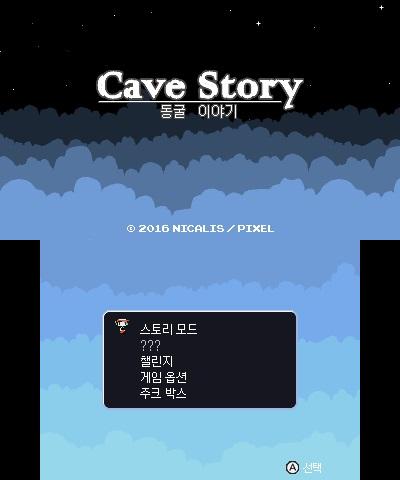 Cave Story
동굴 이야기
© 2016 NICALIS / PIXEL
스토리 모드
???
챌린지
게임 옵션
주크 박스
A 선택